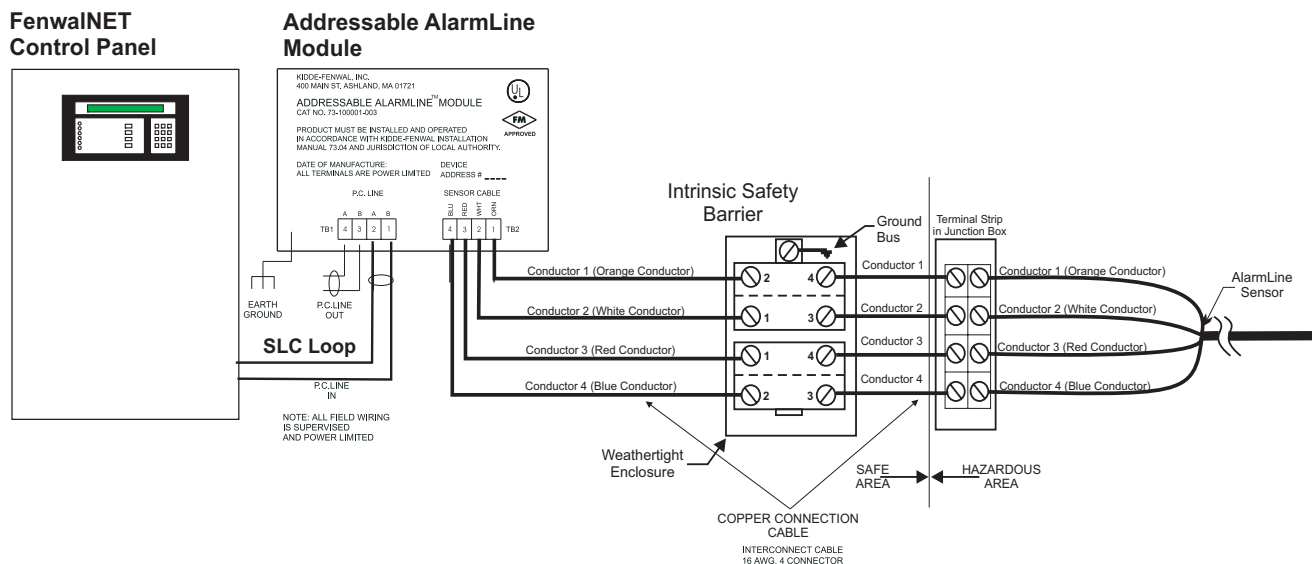 FenwalNET
Control Panel
Addressable AlarmLine
Module
KIDDE-FENWAL, INC.
400 MAIN ST, ASHLAND, MA 01721
ADDRESSABLE ALARMLINE™ MODULE
CAT NO. 73-100001-003
UL
FM
APPROVED
PRODUCT MUST BE INSTALLED AND OPERATED
IN ACCORDANCE WITH KIDDE-FENWAL INSTALLATION
MANUAL 73.04 AND JURISDICTION OF LOCAL AUTHORITY.
DATE OF MANUFACTURE:
ALL TERMINALS ARE POWER LIMITED
DEVICE
ADDRESS # ____
P.C. LINE
A B A B
TB1 4 3 2 1
SENSOR CABLE
BLU RED WHT ORN
4 3 2 1 TB2
EARTH
GROUND
P.C.LINE
OUT
SLC Loop
P.C.LINE
IN
NOTE: ALL FIELD WIRING
IS SUPERVISED
AND POWER LIMITED
Conductor 1 (Orange Conductor)
Conductor 2 (White Conductor)
Conductor 3 (Red Conductor)
Conductor 4 (Blue Conductor)
Intrinsic Safety
Barrier
Ground
Bus
2 4
1 3
1 4
2 3
Weathertight
Enclosure
Conductor 1
Conductor 2
Conductor 3
Conductor 4
Terminal Strip
in Junction Box
Conductor 1 (Orange Conductor)
Conductor 2 (White Conductor)
Conductor 3 (Red Conductor)
Conductor 4 (Blue Conductor)
AlarmLine
Sensor
SAFE
AREA
HAZARDOUS
AREA
COPPER CONNECTION
CABLE
INTERCONNECT CABLE
16 AWG. 4 CONNECTOR